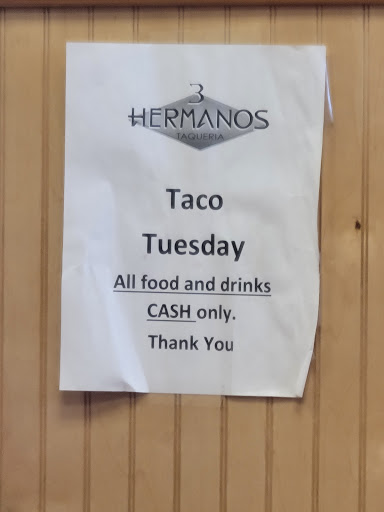 3
HERMANOS
TAQUERIA
Taco
Tuesday
All food and drinks
CASH only.
Thank You